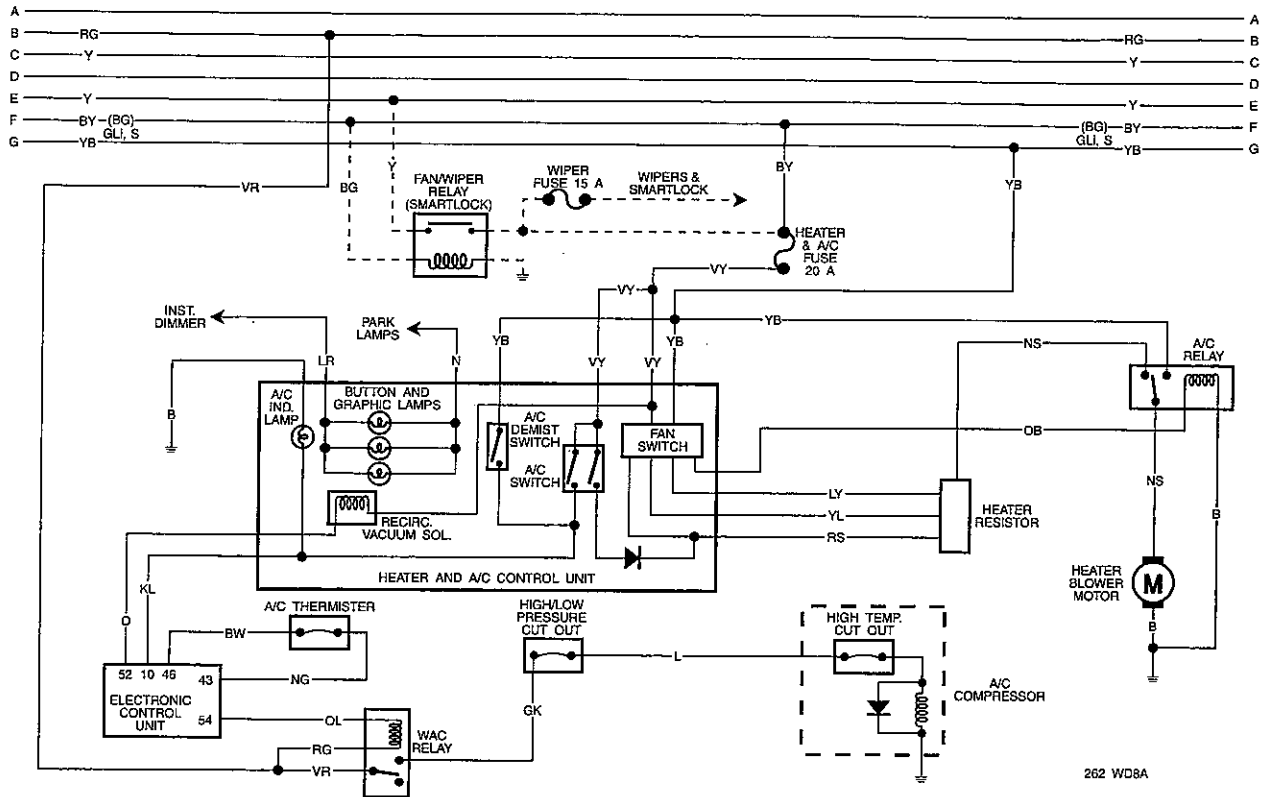 A A
B RG RG B
C Y Y C
D D
E Y Y E
F BY (BG) (BG) BY F
GLi, S GLi, S
G YB YB G
VR
BG
Y
FAN/WIPER
RELAY
(SMARTLOCK)
WIPER
FUSE 15 A
WIPERS &
SMARTLOCK
BY
YB
HEATER
& A/C
FUSE
20 A
VY
VY
INST.
DIMMER
PARK
LAMPS
YB
YB
LR
N
VY
VY
YB
NS
A/C
RELAY
B
A/C
IND.
LAMP
BUTTON AND
GRAPHIC LAMPS
A/C
DEMIST
SWITCH
FAN
SWITCH
OB
A/C
SWITCH
NS
B
LY
YL
RS
HEATER
RESISTOR
RECIRC.
VACUUM SOL.
HEATER AND A/C CONTROL UNIT
HEATER
BLOWER
MOTOR
M
B
O
KL
A/C THERMISTER
BW
NG
HIGH/LOW
PRESSURE
CUT OUT
L
HIGH TEMP.
CUT OUT
A/C
COMPRESSOR
52 10 46
43
ELECTRONIC
CONTROL
UNIT
54
OL
RG
VR
WAC
RELAY
GK
262 WD8A